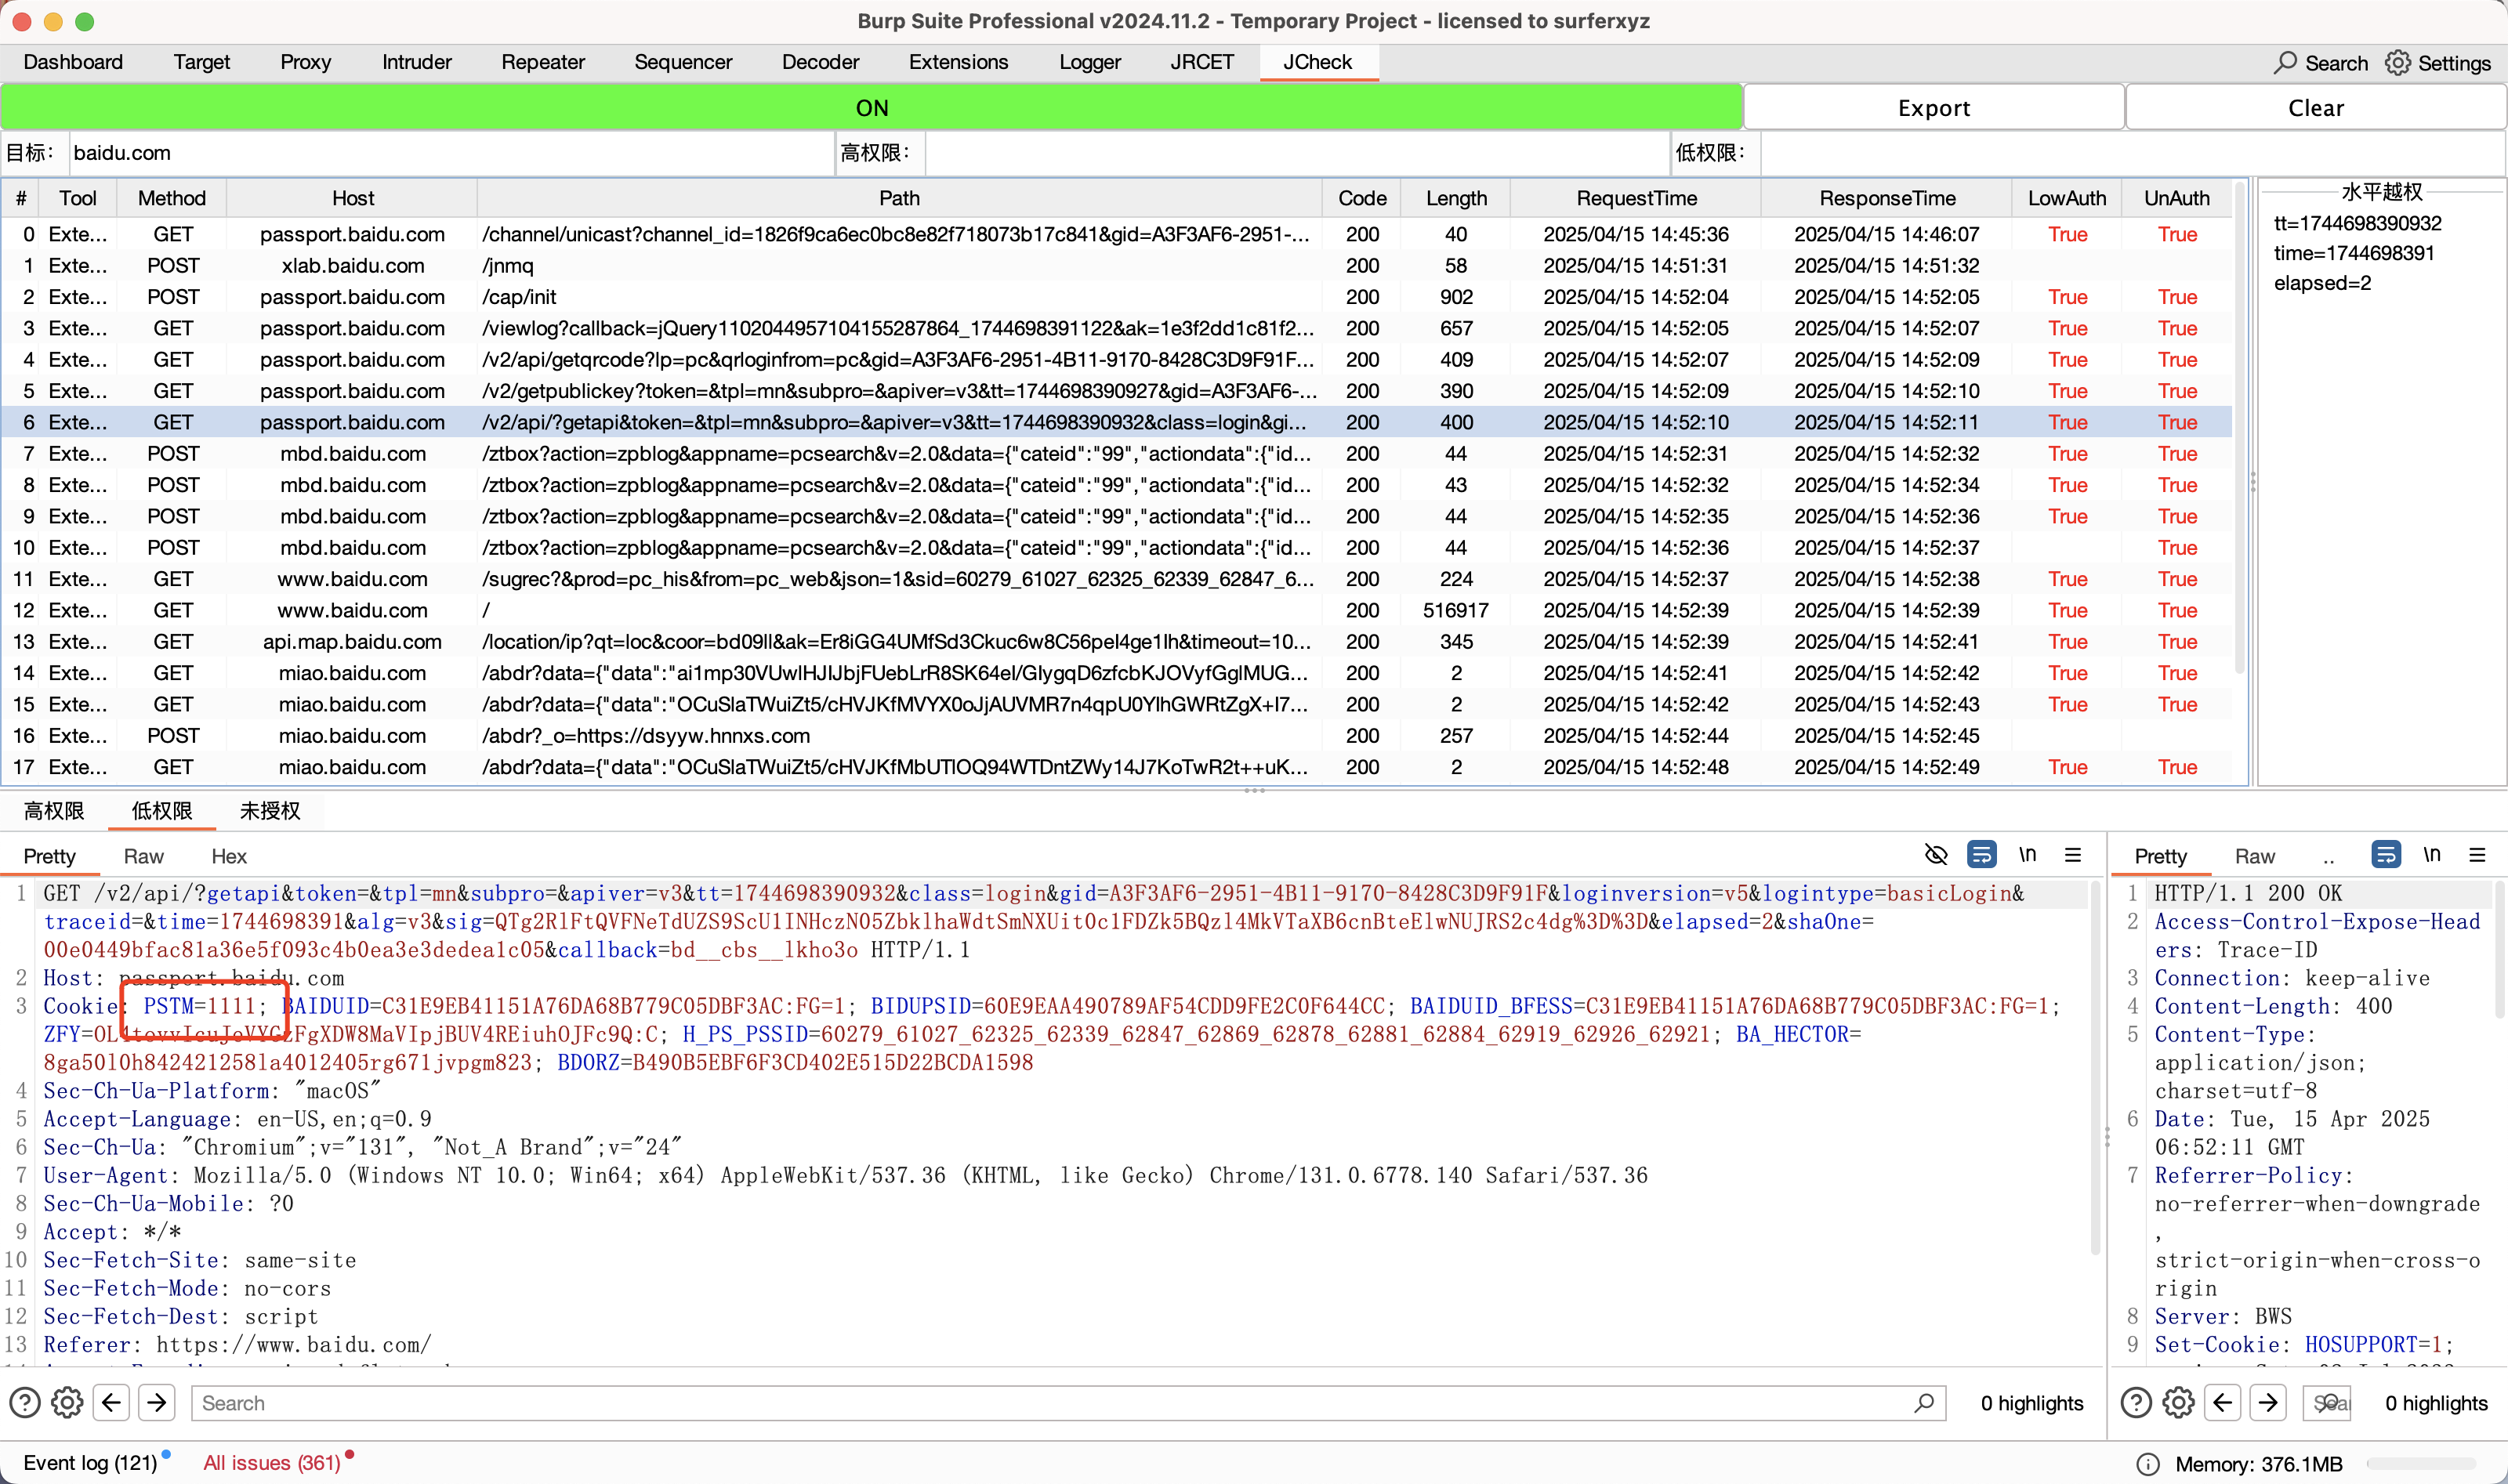 Burp Suite Professional v2024.11.2 - Temporary Project - licensed to surferxyz
Dashboard Target Proxy Intruder Repeater Sequencer Decoder Extensions Logger JRCET JCheck Search Settings
ON Export Clear
目标： baidu.com 高权限： 低权限：
# Tool Method Host Path Code Length RequestTime ResponseTime LowAuth UnAuth
0 Exte... GET passport.baidu.com /channel/unicast?channel_id=1826f9ca6ec0bc8e82f718073b17c841&gid=A3F3AF6-2951-... 200 40 2025/04/15 14:45:36 2025/04/15 14:46:07 True True
1 Exte... POST xlab.baidu.com /jnmq 200 58 2025/04/15 14:51:31 2025/04/15 14:51:32
2 Exte... POST passport.baidu.com /cap/init 200 902 2025/04/15 14:52:04 2025/04/15 14:52:05 True True
3 Exte... GET passport.baidu.com /viewlog?callback=jQuery1102044957104155287864_1744698391122&ak=1e3f2dd1c81f2... 200 657 2025/04/15 14:52:05 2025/04/15 14:52:07 True True
4 Exte... GET passport.baidu.com /v2/api/getqrcode?lp=pc&qrloginfrom=pc&gid=A3F3AF6-2951-4B11-9170-8428C3D9F91F... 200 409 2025/04/15 14:52:07 2025/04/15 14:52:09 True True
5 Exte... GET passport.baidu.com /v2/getpublickey?token=&tpl=mn&subpro=&apiver=v3&tt=1744698390927&gid=A3F3AF6-... 200 390 2025/04/15 14:52:09 2025/04/15 14:52:10 True True
6 Exte... GET passport.baidu.com /v2/api/?getapi&token=&tpl=mn&subpro=&apiver=v3&tt=1744698390932&class=login&gi... 200 400 2025/04/15 14:52:10 2025/04/15 14:52:11 True True
7 Exte... POST mbd.baidu.com /ztbox?action=zpblog&appname=pcsearch&v=2.0&data={"cateid":"99","actiondata":{"id... 200 44 2025/04/15 14:52:31 2025/04/15 14:52:32 True True
8 Exte... POST mbd.baidu.com /ztbox?action=zpblog&appname=pcsearch&v=2.0&data={"cateid":"99","actiondata":{"id... 200 43 2025/04/15 14:52:32 2025/04/15 14:52:34 True True
9 Exte... POST mbd.baidu.com /ztbox?action=zpblog&appname=pcsearch&v=2.0&data={"cateid":"99","actiondata":{"id... 200 44 2025/04/15 14:52:35 2025/04/15 14:52:36 True True
10 Exte... POST mbd.baidu.com /ztbox?action=zpblog&appname=pcsearch&v=2.0&data={"cateid":"99","actiondata":{"id... 200 44 2025/04/15 14:52:36 2025/04/15 14:52:37 True
11 Exte... GET www.baidu.com /sugrec?&prod=pc_his&from=pc_web&json=1&sid=60279_61027_62325_62339_62847_6... 200 224 2025/04/15 14:52:37 2025/04/15 14:52:38 True True
12 Exte... GET www.baidu.com / 200 516917 2025/04/15 14:52:39 2025/04/15 14:52:39 True True
13 Exte... GET api.map.baidu.com /location/ip?qt=loc&coor=bd09ll&ak=Er8iGG4UMfSd3Ckuc6w8C56pel4ge1lh&timeout=10... 200 345 2025/04/15 14:52:39 2025/04/15 14:52:41 True True
14 Exte... GET miao.baidu.com /abdr?data={"data":"ai1mp30VUwIHJIJbjFUebLrR8SK64el/GIygqD6zfcbKJOVyfGglMUG... 200 2 2025/04/15 14:52:41 2025/04/15 14:52:42 True True
15 Exte... GET miao.baidu.com /abdr?data={"data":"OCuSlaTWuiZt5/cHVJKfMVYX0oJjAUVMR7n4qpU0YlhGWRtZgX+I7... 200 2 2025/04/15 14:52:42 2025/04/15 14:52:43 True True
16 Exte... POST miao.baidu.com /abdr?_o=https://dsyyw.hnnxs.com 200 257 2025/04/15 14:52:44 2025/04/15 14:52:45
17 Exte... GET miao.baidu.com /abdr?data={"data":"OCuSlaTWuiZt5/cHVJKfMbUTlOQ94WTDntZWy14J7KoTwR2t++uK... 200 2 2025/04/15 14:52:48 2025/04/15 14:52:49 True True
水平越权
tt=1744698390932
time=1744698391
elapsed=2
高权限 低权限 未授权
Pretty Raw Hex \n
1 GET /v2/api/?getapi&token=&tpl=mn&subpro=&apiver=v3&tt=1744698390932&class=login&gid=A3F3AF6-2951-4B11-9170-8428C3D9F91F&loginversion=v5&logintype=basicLogin&
traceid=&time=1744698391&alg=v3&sig=QTg2RlFtQVFNeTdUZS9ScU1INHczN05ZbklhaWdtSmNXUit0c1FDZk5BQzl4MkVTaXB6cnBteElwNUJRS2c4dg%3D%3D&elapsed=2&shaOne=
00e0449bfac81a36e5f093c4b0ea3e3dedea1c05&callback=bd__cbs__lkho3o HTTP/1.1
2 Host: passport.baidu.com
3 Cookie: PSTM=1111; BAIDUID=C31E9EB41151A76DA68B779C05DBF3AC:FG=1; BIDUPSID=60E9EAA490789AF54CDD9FE2C0F644CC; BAIDUID_BFESS=C31E9EB41151A76DA68B779C05DBF3AC:FG=1;
H_PS_PSSID=60279_61027_62325_62339_62847_62869_62878_62881_62884_62919_62926_62921; BA_HECTOR=
8ga50l0h842421258la4012405rg671jvpgm823; BDORZ=B490B5EBF6F3CD402E515D22BCDA1598
4 Sec-Ch-Ua-Platform: "macOS"
5 Accept-Language: en-US,en;q=0.9
6 Sec-Ch-Ua: "Chromium";v="131", "Not_A Brand";v="24"
7 User-Agent: Mozilla/5.0 (Windows NT 10.0; Win64; x64) AppleWebKit/537.36 (KHTML, like Gecko) Chrome/131.0.6778.140 Safari/537.36
8 Sec-Ch-Ua-Mobile: ?0
9 Accept: */*
10 Sec-Fetch-Site: same-site
11 Sec-Fetch-Mode: no-cors
12 Sec-Fetch-Dest: script
13 Referer: https://www.baidu.com/
Pretty Raw .. \n
1 HTTP/1.1 200 OK
2 Access-Control-Expose-Head
ers: Trace-ID
3 Connection: keep-alive
4 Content-Length: 400
5 Content-Type:
application/json;
charset=utf-8
6 Date: Tue, 15 Apr 2025
06:52:11 GMT
7 Referrer-Policy:
no-referrer-when-downgrade
,
strict-origin-when-cross-o
rigin
8 Server: BWS
9 Set-Cookie: HOSUPPORT=1;
Search 0 highlights
0 highlights
Event log (121) All issues (361) Memory: 376.1MB